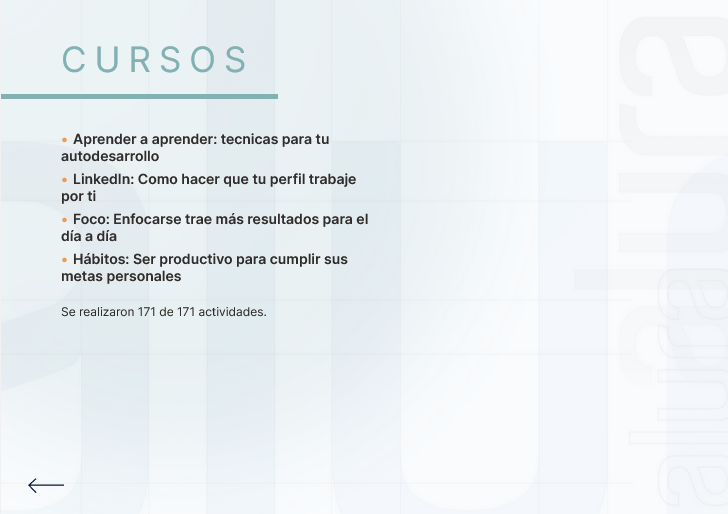 CURSOS
• Aprender a aprender: tecnicas para tu
autodesarrollo
• LinkedIn: Como hacer que tu perfil trabaje
por ti
• Foco: Enfocarse trae más resultados para el
día a día
• Hábitos: Ser productivo para cumplir sus
metas personales
Se realizaron 171 de 171 actividades.
alura
alura